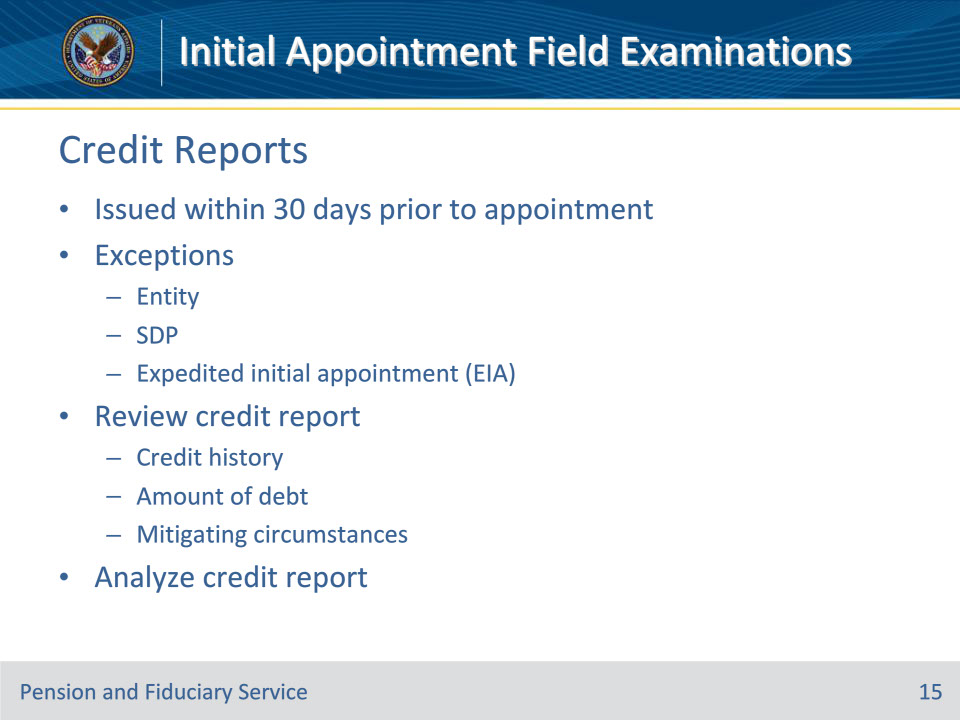 Initial Appointment Field Examinations
Credit Reports
• Issued within 30 days prior to appointment
• Exceptions
– Entity
– SDP
– Expedited initial appointment (EIA)
• Review credit report
– Credit history
– Amount of debt
– Mitigating circumstances
• Analyze credit report
Pension and Fiduciary Service
15